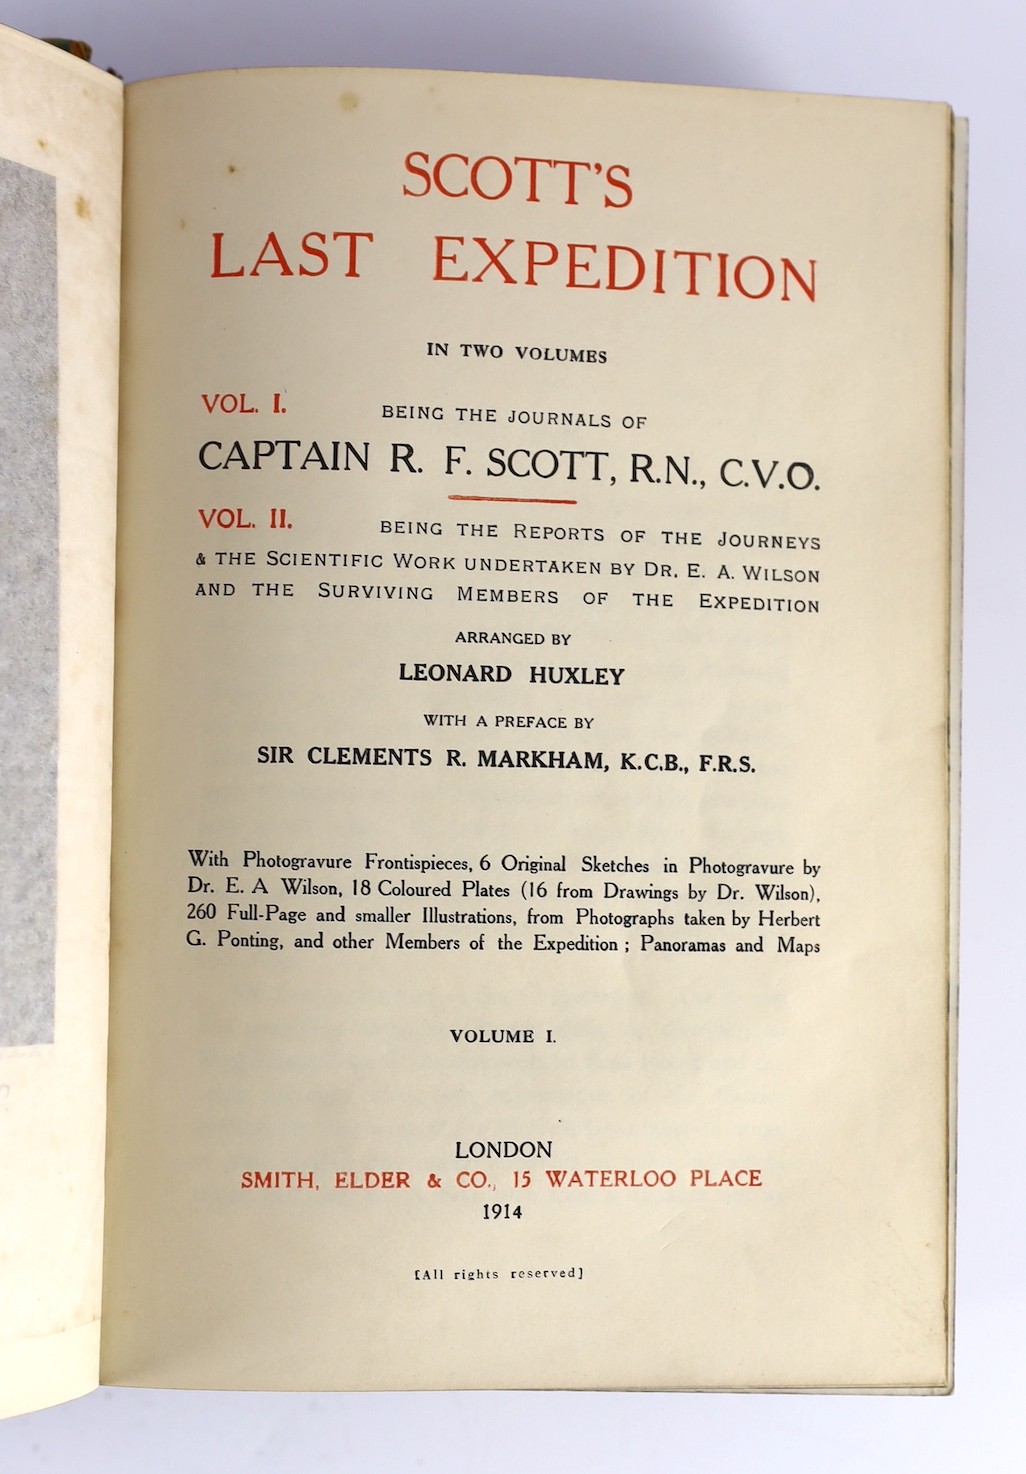 SCOTT'S
LAST EXPEDITION
IN TWO VOLUMES
VOL. I. BEING THE JOURNALS OF
CAPTAIN R. F. SCOTT, R.N., C.V.O.
VOL. II. BEING THE REPORTS OF THE JOURNEYS
& THE SCIENTIFIC WORK UNDERTAKEN BY DR. E. A. WILSON
AND THE SURVIVING MEMBERS OF THE EXPEDITION
ARRANGED BY
LEONARD HUXLEY
WITH A PREFACE BY
SIR CLEMENTS R. MARKHAM, K.C.B., F.R.S.
With Photogravure Frontispieces, 6 Original Sketches in Photogravure by
Dr. E. A Wilson, 18 Coloured Plates (16 from Drawings by Dr. Wilson),
260 Full-Page and smaller Illustrations, from Photographs taken by Herbert
G. Ponting, and other Members of the Expedition ; Panoramas and Maps
VOLUME I.
LONDON
SMITH, ELDER & CO., 15 WATERLOO PLACE
1914
[All rights reserved]